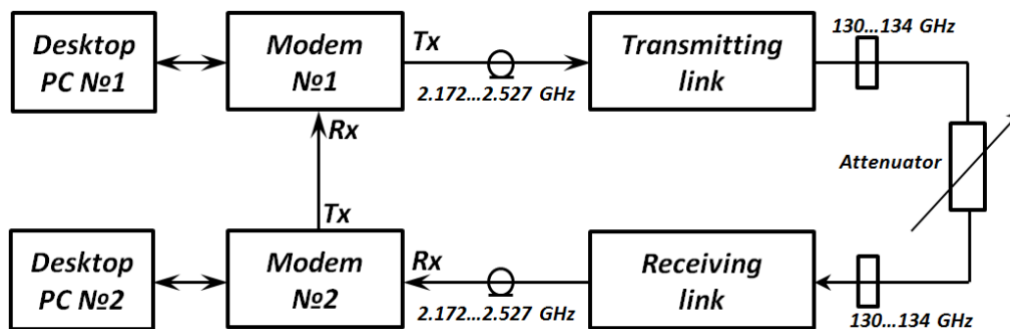 130...134 GHz
Desktop
PC №1
Modem
№1
Tx
2.172...2.527 GHz
Transmitting
link
Rx
Attenuator
Tx
Desktop
PC №2
Modem
№2
Rx
2.172...2.527 GHz
Receiving
link
130...134 GHz